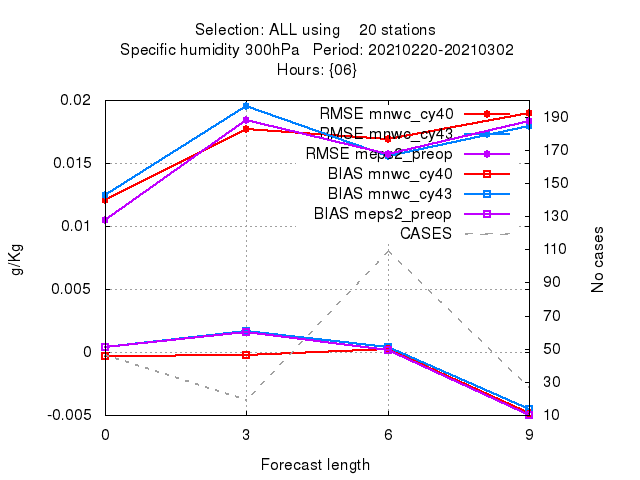 Selection: ALL using 20 stations
Specific humidity 300hPa Period: 20210220-20210302
Hours: {06}
0.02
0.015
0.01
0.005
0
-0.005
g/Kg
RMSE mnwc_cy40
RMSE mnwc_cy43
RMSE meps2_preop
BIAS mnwc_cy40
BIAS mnwc_cy43
BIAS meps2_preop
CASES
190
170
150
130
110
90
70
50
30
10
No cases
0 3 6 9
Forecast length